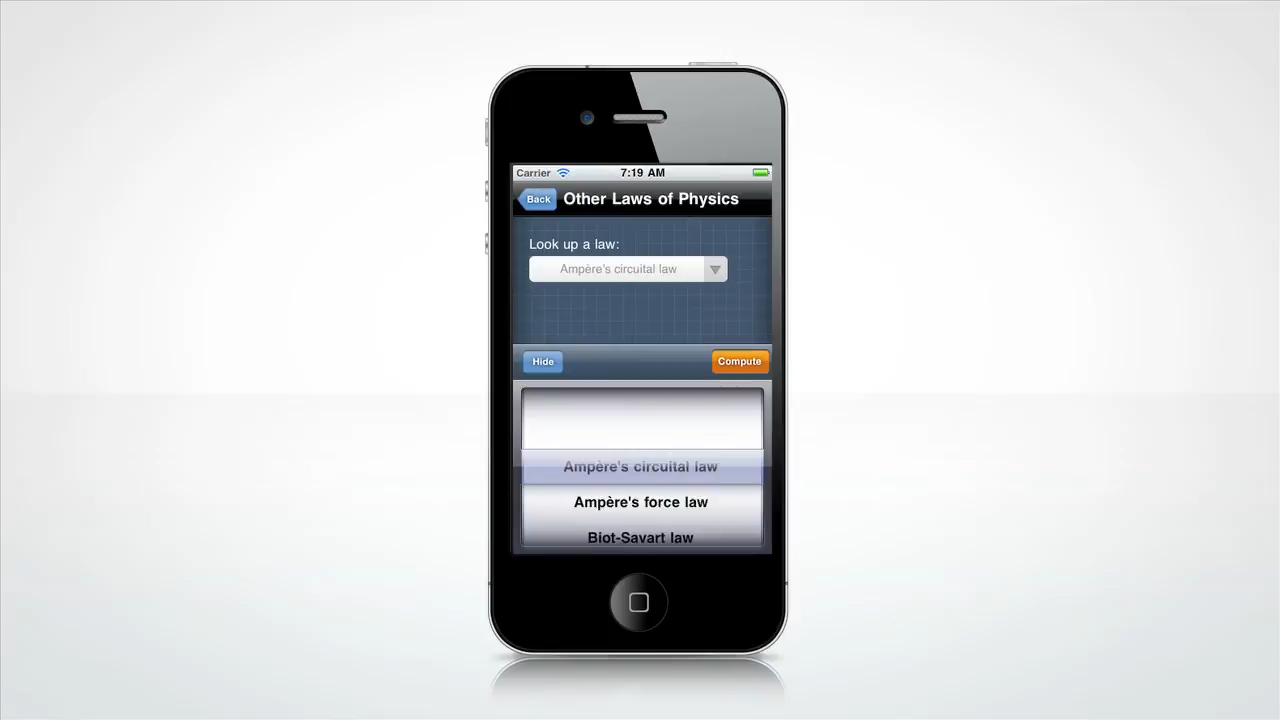 Carrier 7:19 AM
Back Other Laws of Physics
Look up a law:
Ampère's circuital law
Hide Compute
Ampère's circuital law
Ampère's force law
Biot-Savart law